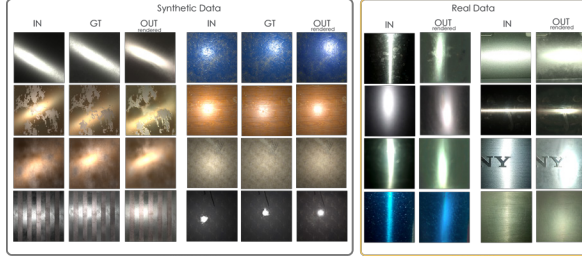 Synthetic Data
IN GT OUT rendered IN GT OUT rendered
Real Data
IN OUT rendered IN OUT rendered
NY NY